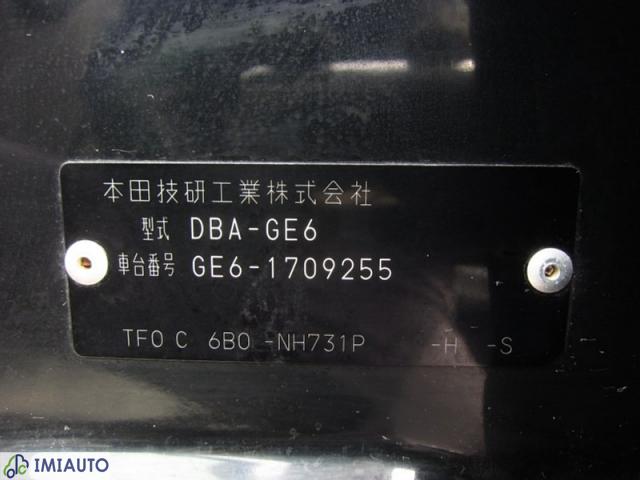 本田技研工業株式会社
型式 DBA-GE6
車台番号 GE6-1709255
TF0 C 6B0 -NH731P -H -S
IMIAUTO